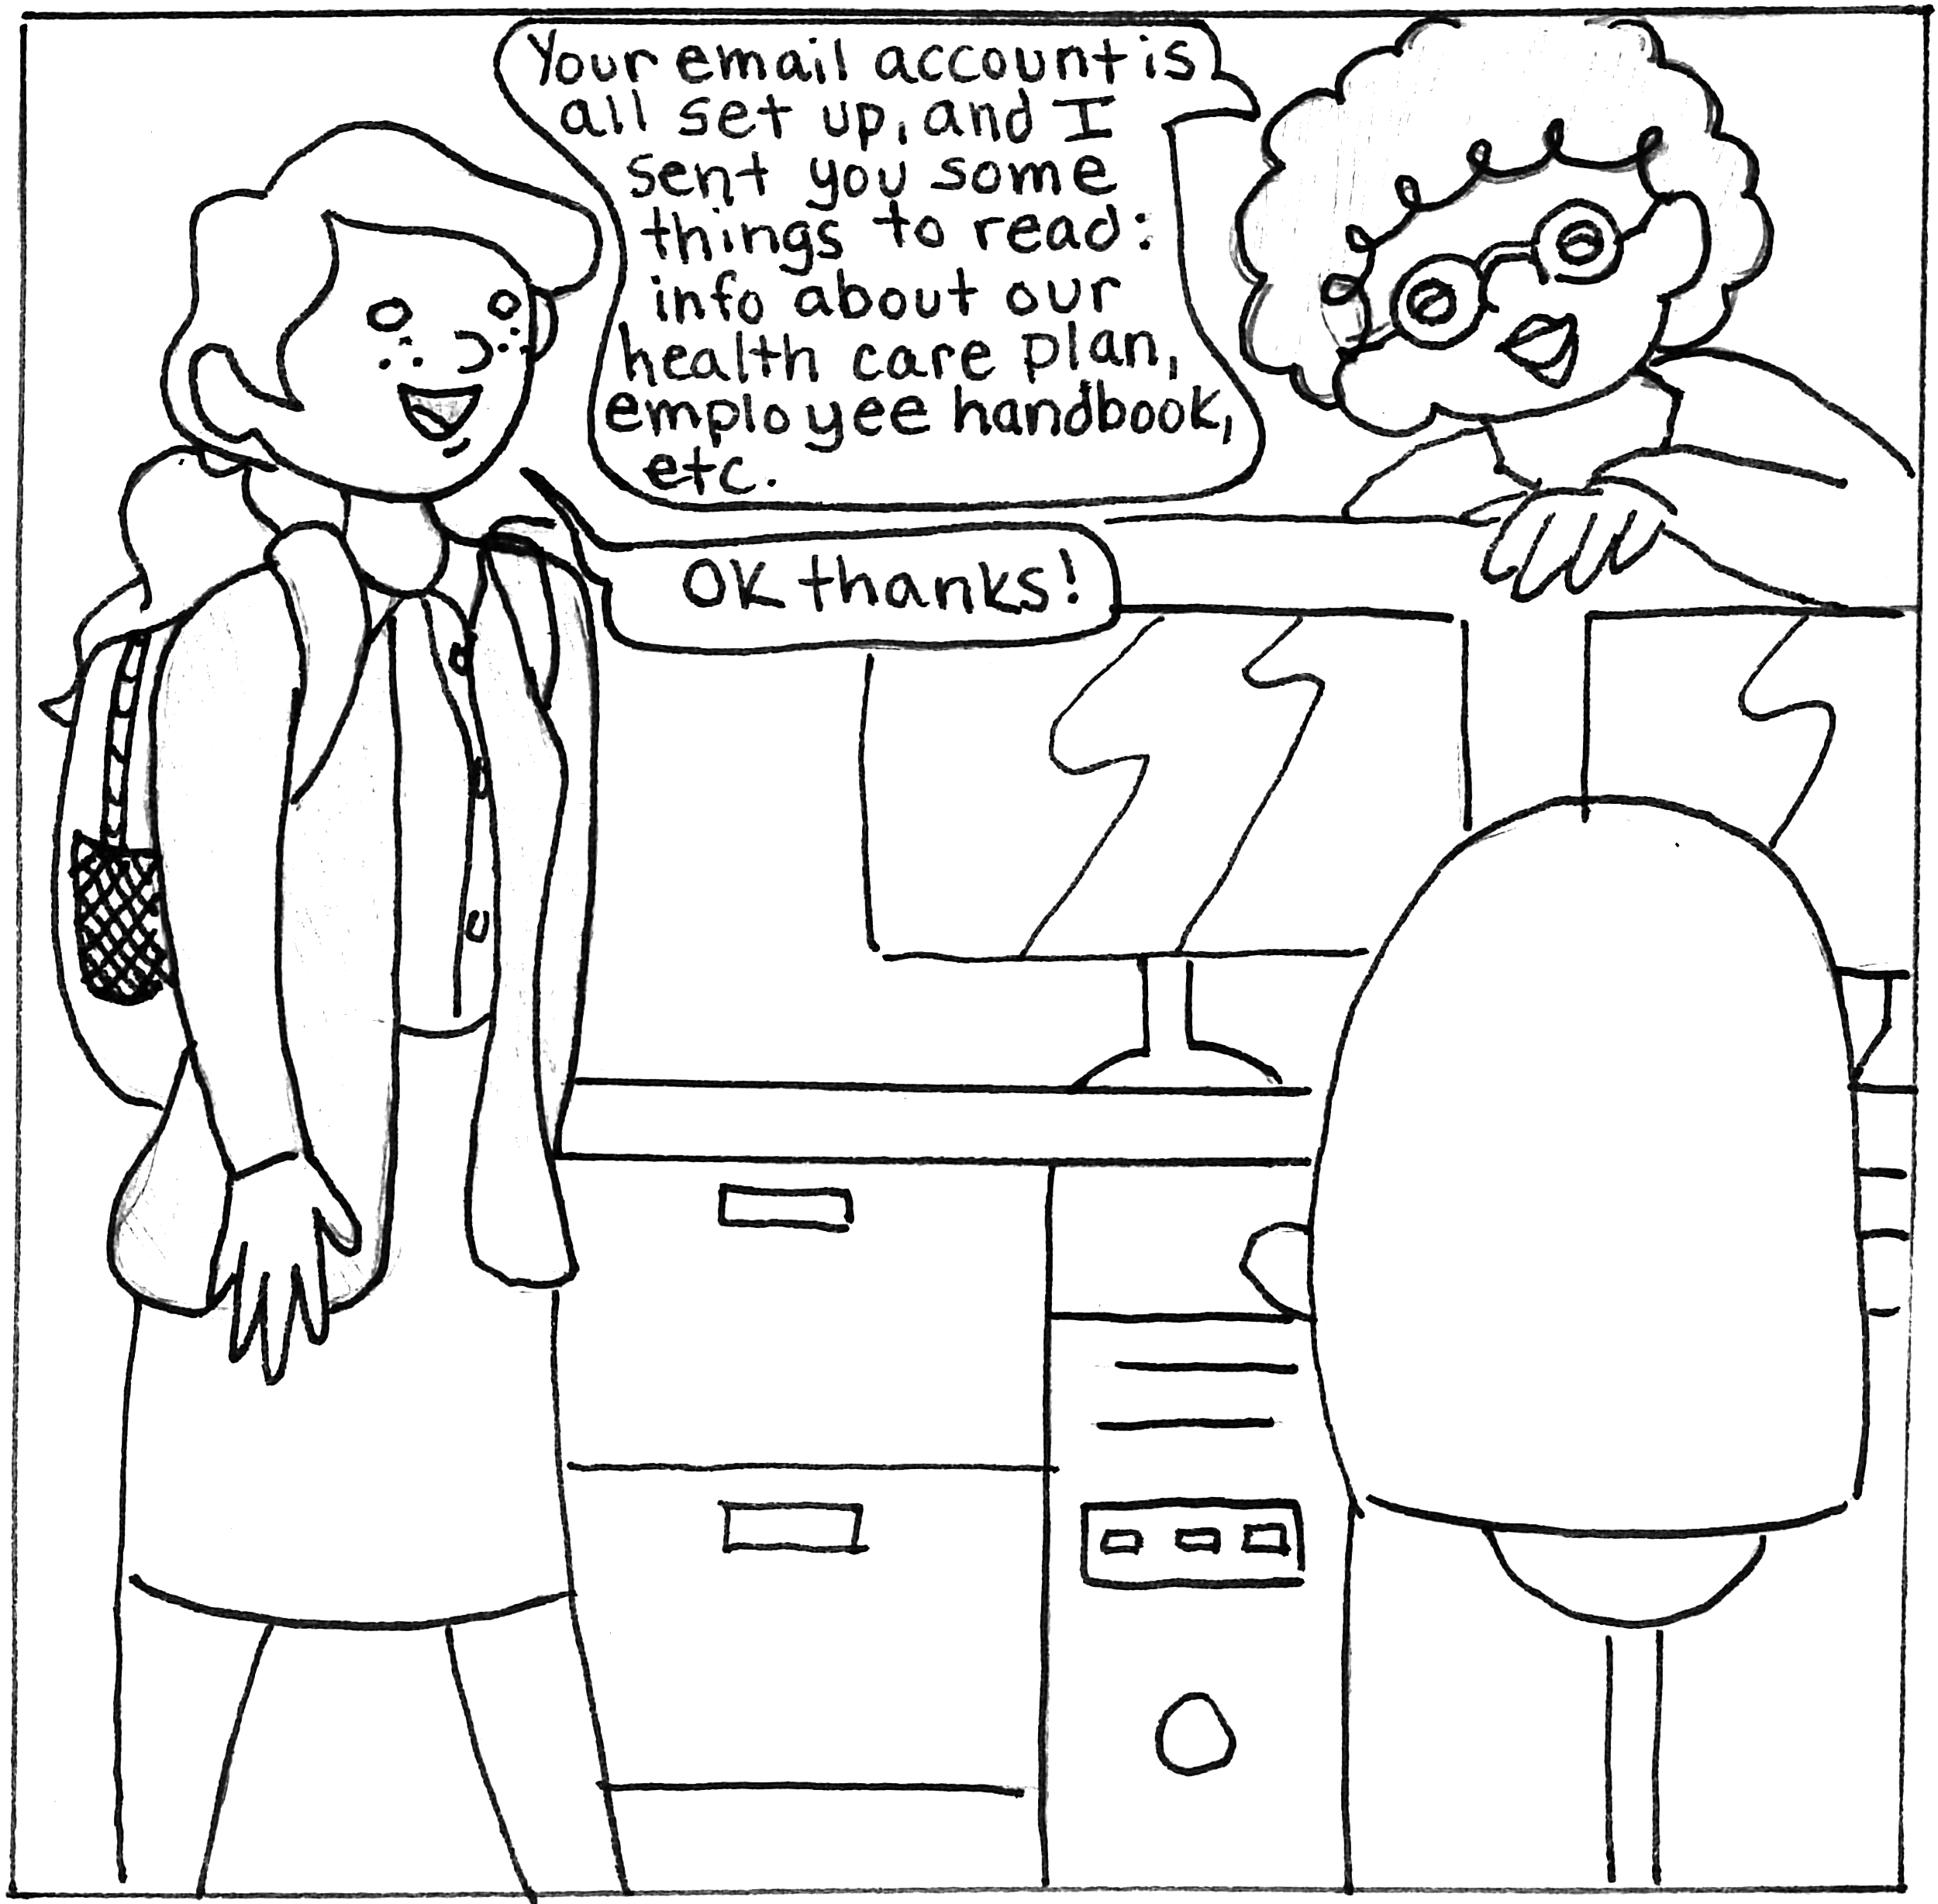 Your email account is
all set up, and I
sent you some
things to read:
info about our
health care plan,
employee handbook,
etc.
OK thanks!